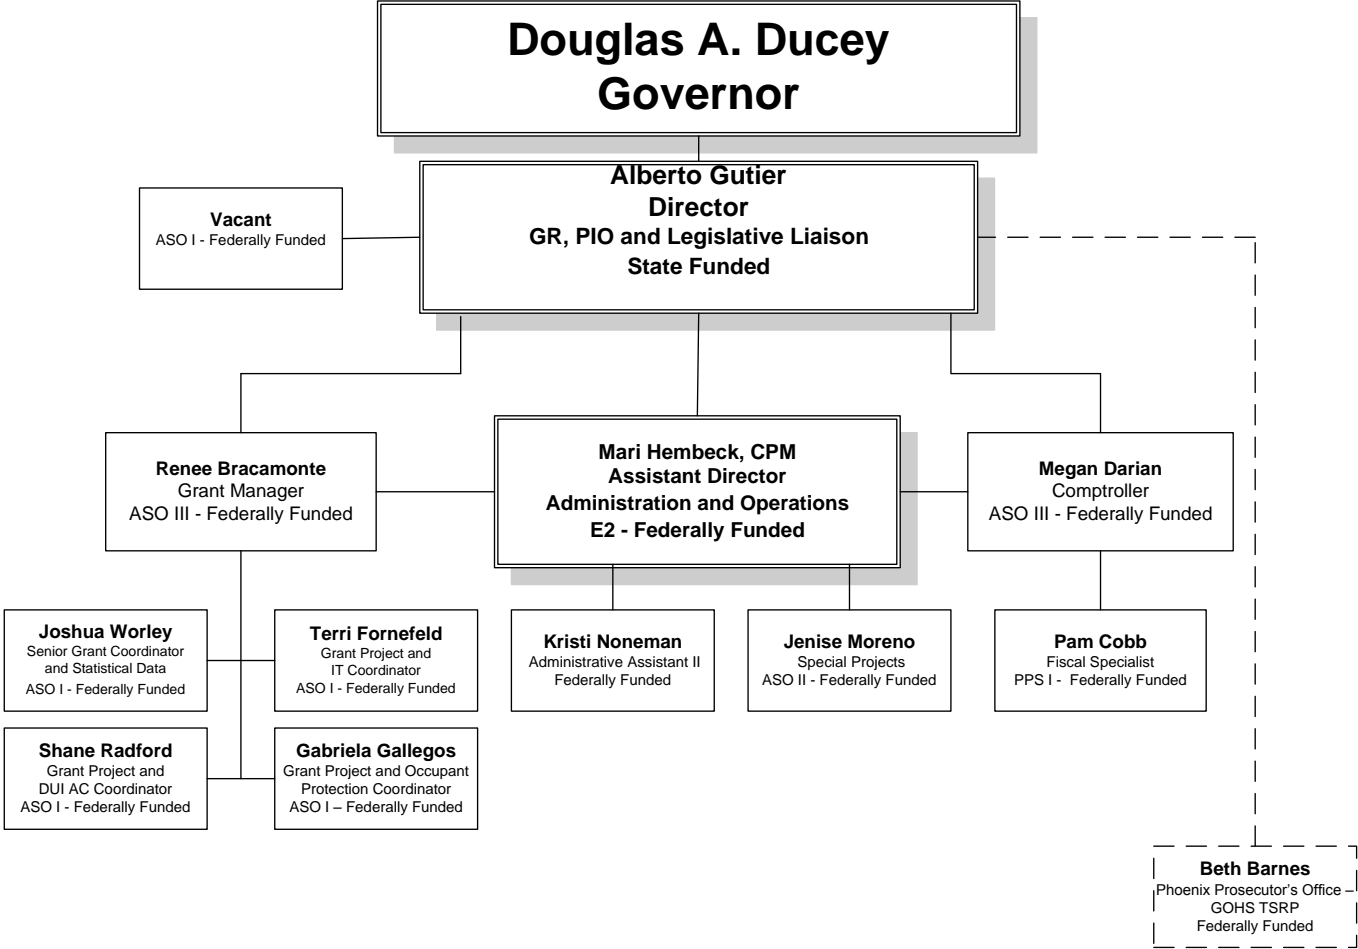 Douglas A. Ducey
Governor
Alberto Gutier
Director
GR, PIO and Legislative Liaison
State Funded
Vacant
ASO I - Federally Funded
Renee Bracamonte
Grant Manager
ASO III - Federally Funded
Mari Hembeck, CPM
Assistant Director
Administration and Operations
E2 - Federally Funded
Megan Darian
Comptroller
ASO III - Federally Funded
Joshua Worley
Senior Grant Coordinator
and Statistical Data
ASO I - Federally Funded
Terri Fornefeld
Grant Project and
IT Coordinator
ASO I - Federally Funded
Kristi Noneman
Administrative Assistant II
Federally Funded
Jenise Moreno
Special Projects
ASO II - Federally Funded
Pam Cobb
Fiscal Specialist
PPS I - Federally Funded
Shane Radford
Grant Project and
DUI AC Coordinator
ASO I - Federally Funded
Gabriela Gallegos
Grant Project and Occupant
Protection Coordinator
ASO I – Federally Funded
Beth Barnes
Phoenix Prosecutor's Office –
GOHS TSRP
Federally Funded